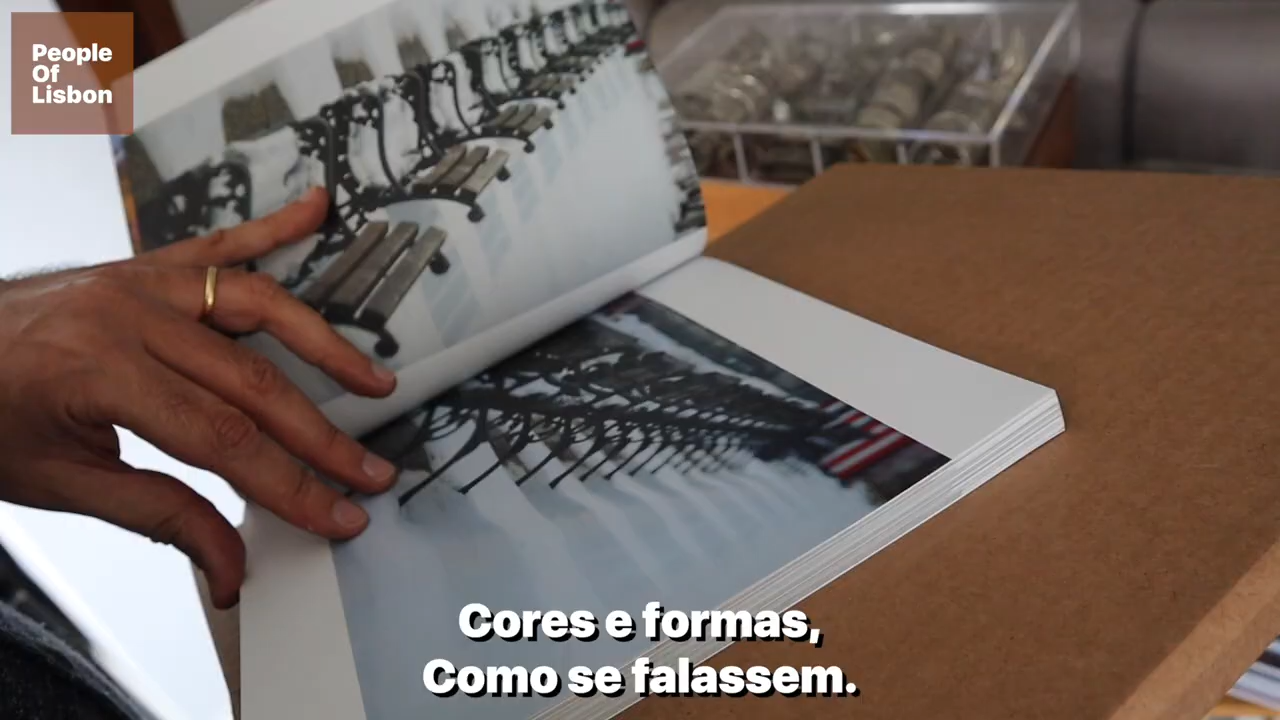 People
Of
Lisbon
Cores e formas,
Como se falassem.